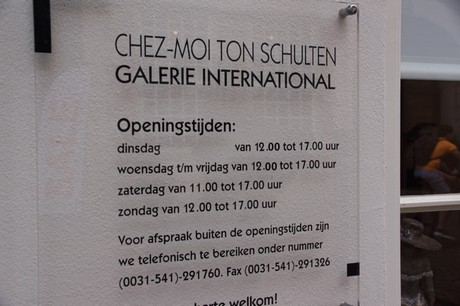 CHEZ-MOI TON SCHULTEN
GALERIE INTERNATIONAL
Openingstijden:
dinsdag van 12.00 tot 17.00 uur
woensdag t/m vrijdag van 12.00 tot 17.00 uur
zaterdag van 11.00 tot 17.00 uur
zondag van 12.00 tot 17.00 uur
Voor afspraak buiten de openingstijden zijn
we telefonisch te bereiken onder nummer
(0031-541)-291760. Fax (0031-541)-291326
welkom!